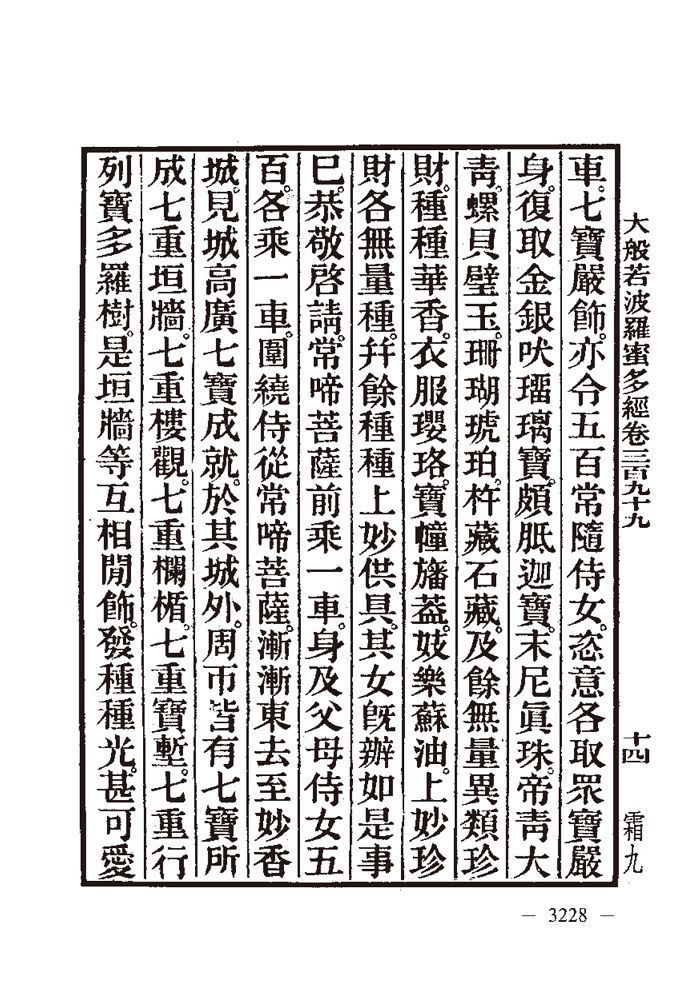 大般若波羅蜜多經卷三百九十九　十四　霜九
車。七寶嚴飾。亦令五百常隨侍女。恣意各取眾寶嚴
身。復取金銀吠瑠璃寶。頗胝迦寶。末尼眞珠。帝靑大
靑。螺貝璧玉。珊瑚琥珀。杵藏石藏。及餘無量異類珍
財。種種華香。衣服瓔珞。寶幢旛蓋。妓樂蘇油。上妙珍
財各無量種。幷餘種種上妙供具。其女旣辦如是事
已。恭敬啓請。常啼菩薩前乘一車。身及父母侍女五
百。各乘一車。圍繞侍從常啼菩薩。漸漸東去至妙香
城。見城高廣七寶成就。於其城外。周帀皆有七寶所
成七重垣牆。七重樓觀。七重欄楯。七重寶塹。七重行
列寶多羅樹。是垣牆等互相閒飾。發種種光。甚可愛
— 3228 —